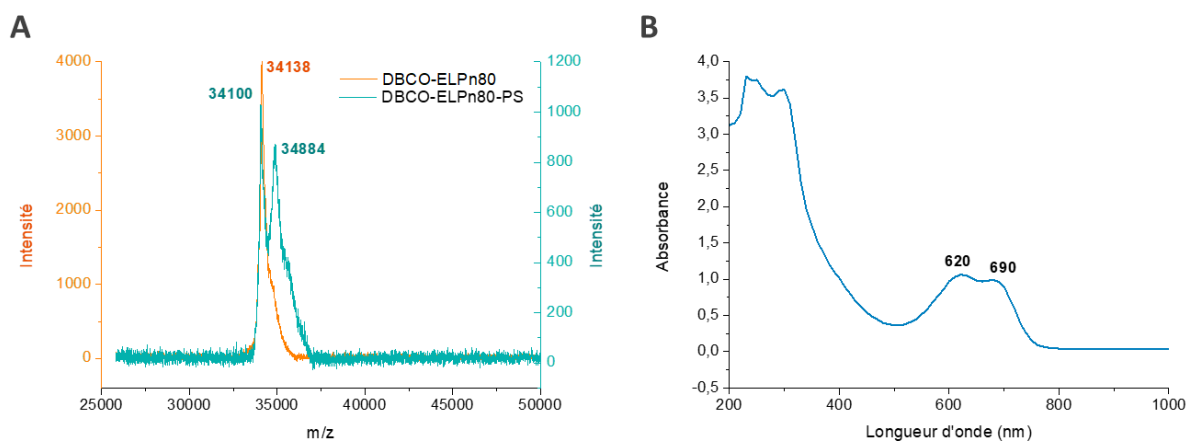 A
B
4000
3000
2000
1000
0
Intensité
34138
34100
34884
DBCO-ELPn80
DBCO-ELPn80-PS
1200
1000
800
600
400
200
0
Intensité
25000 30000 35000 40000 45000 50000
m/z
4,0
3,5
3,0
2,5
2,0
1,5
1,0
0,5
0,0
-0,5
Absorbance
620
690
200 400 600 800 1000
Longueur d'onde (nm)